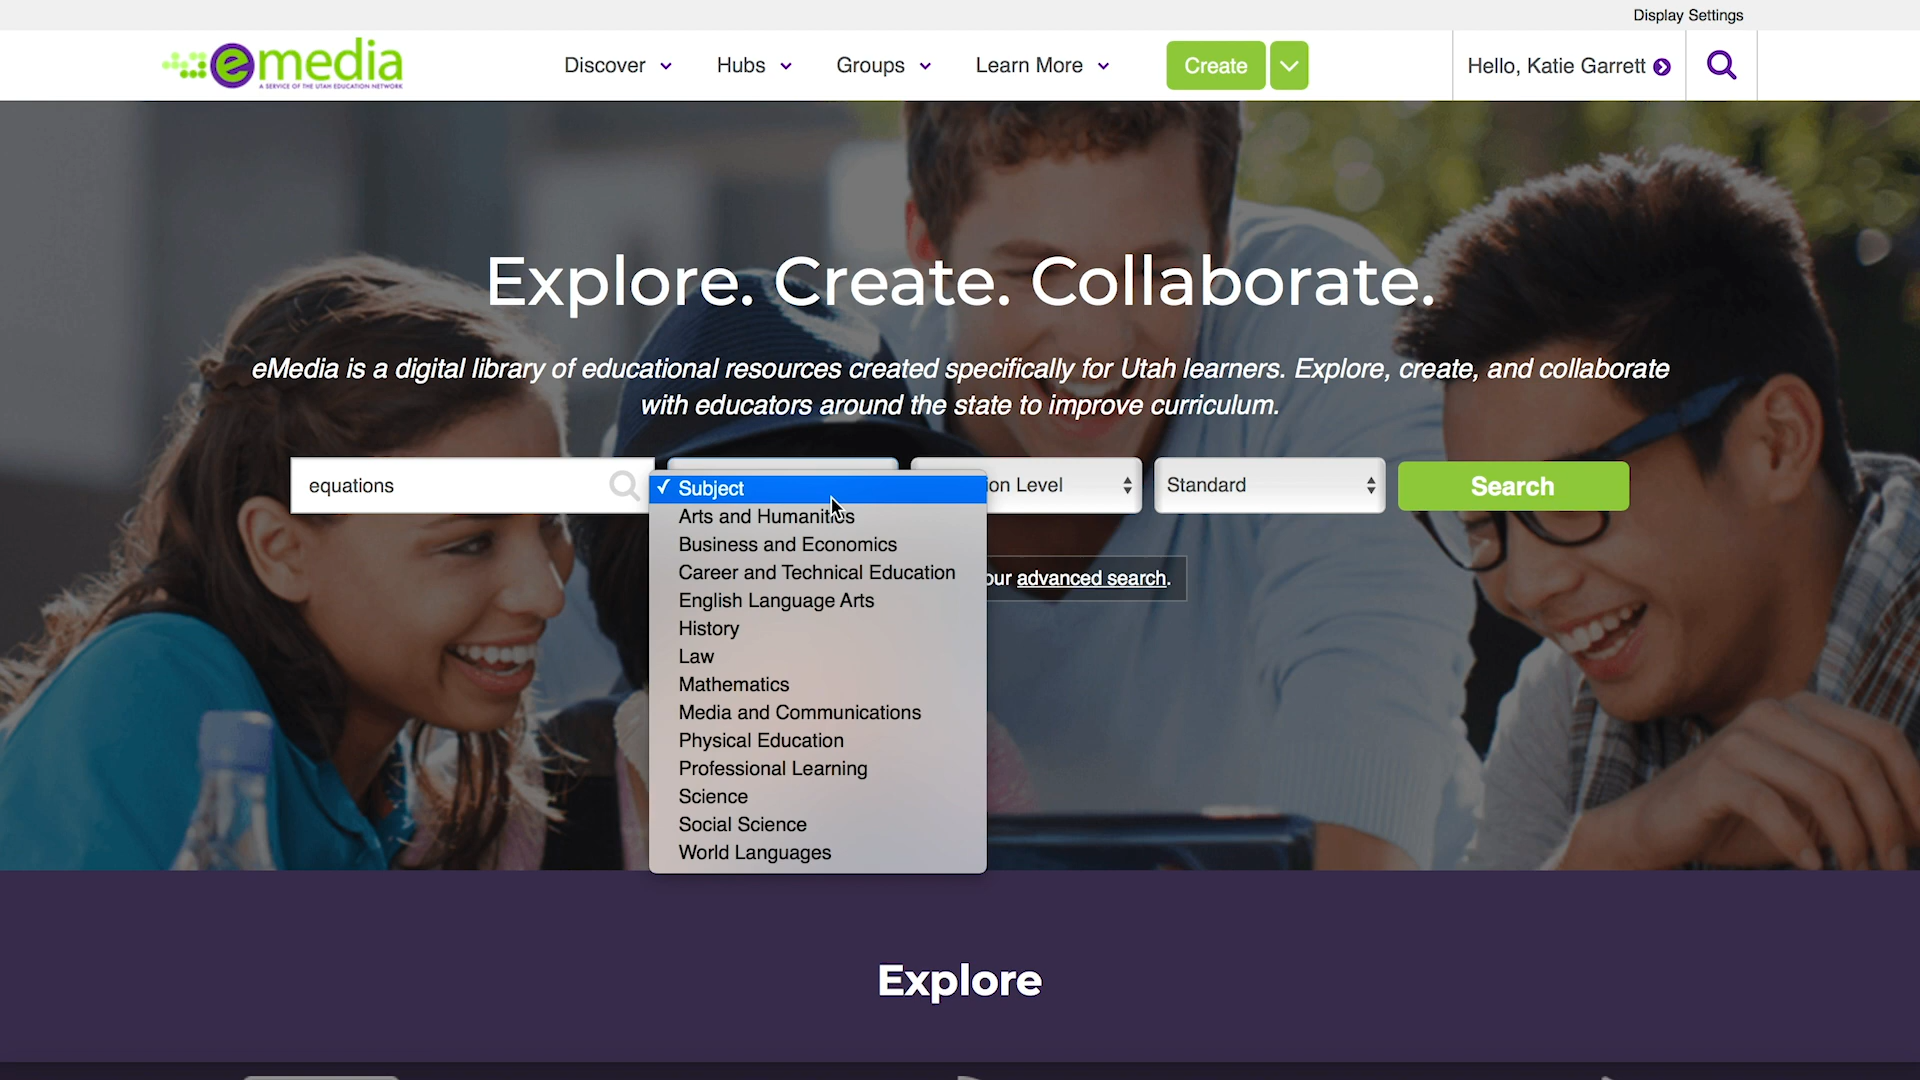 Display Settings
emedia
A SERVICE OF THE UTAH EDUCATION NETWORK
Discover
Hubs
Groups
Learn More
Create
Hello, Katie Garrett
Explore. Create. Collaborate.
eMedia is a digital library of educational resources created specifically for Utah learners. Explore, create, and collaborate
with educators around the state to improve curriculum.
equations
✓ Subject
Arts and Humanities
Business and Economics
Career and Technical Education
English Language Arts
History
Law
Mathematics
Media and Communications
Physical Education
Professional Learning
Science
Social Science
World Languages
Level
Standard
Search
advanced search.
Explore